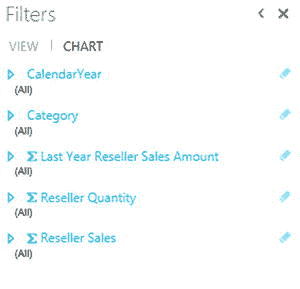 Filters
VIEW | CHART
CalendarYear
(All)
Category
(All)
Σ Last Year Reseller Sales Amount
(All)
Σ Reseller Quantity
(All)
Σ Reseller Sales
(All)